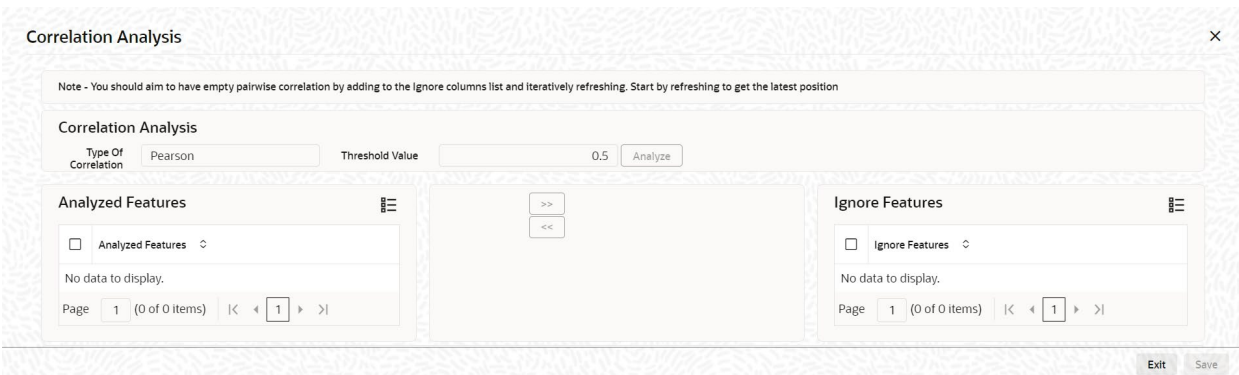 Correlation Analysis
Note - You should aim to have empty pairwise correlation by adding to the Ignore columns list and iteratively refreshing. Start by refreshing to get the latest position
Correlation Analysis
Type Of Correlation Pearson Threshold Value 0.5 Analyze
Analyzed Features
Analyzed Features
No data to display.
Page 1 (0 of 0 items) 1
>>
<<
Ignore Features
Ignore Features
No data to display.
Page 1 (0 of 0 items) 1
Exit Save